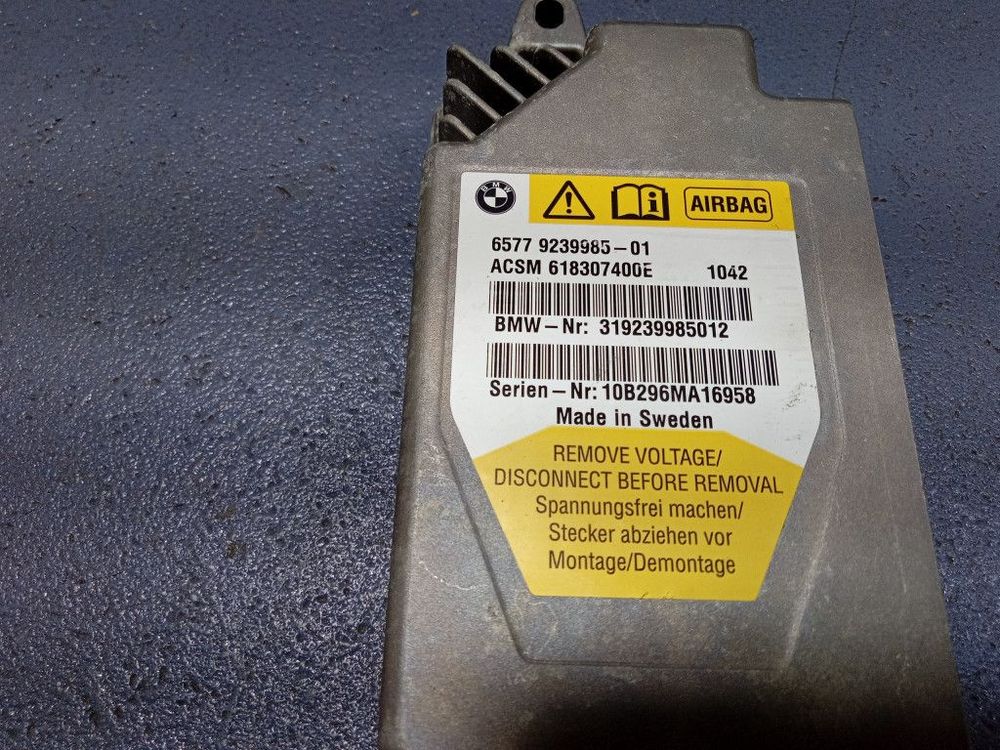 BMW
AIRBAG
6577 9239985-01
ACSM 618307400E 1042
BMW-Nr: 319239985012
Serien-Nr: 10B296MA16958
Made in Sweden
REMOVE VOLTAGE/
DISCONNECT BEFORE REMOVAL
Spannungsfrei machen/
Stecker abziehen vor
Montage/Demontage